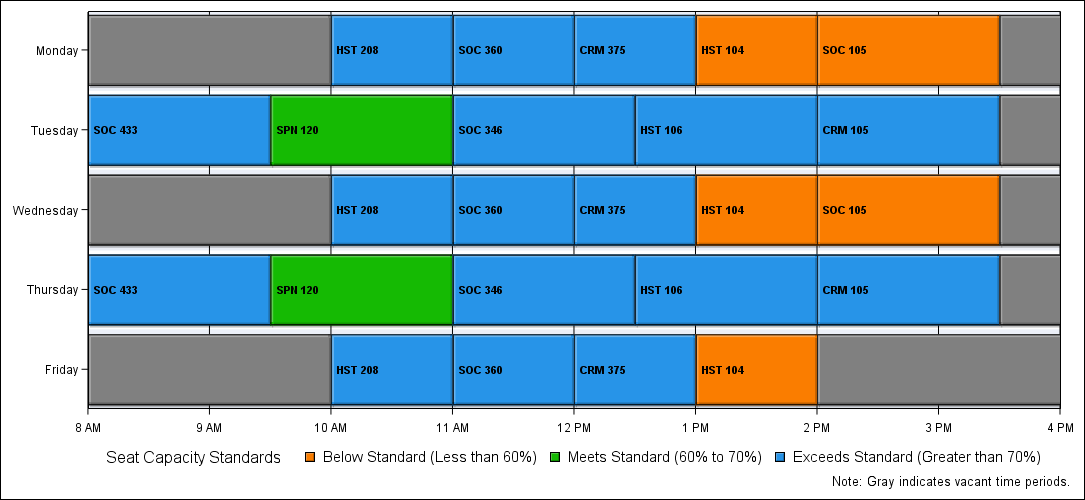 Monday HST 208 SOC 360 CRM 375 HST 104 SOC 105
Tuesday SOC 433 SPN 120 SOC 346 HST 106 CRM 105
Wednesday HST 208 SOC 360 CRM 375 HST 104 SOC 105
Thursday SOC 433 SPN 120 SOC 346 HST 106 CRM 105
Friday HST 208 SOC 360 CRM 375 HST 104
8 AM 9 AM 10 AM 11 AM 12 PM 1 PM 2 PM 3 PM 4 PM
Seat Capacity Standards Below Standard (Less than 60%) Meets Standard (60% to 70%) Exceeds Standard (Greater than 70%)
Note: Gray indicates vacant time periods.